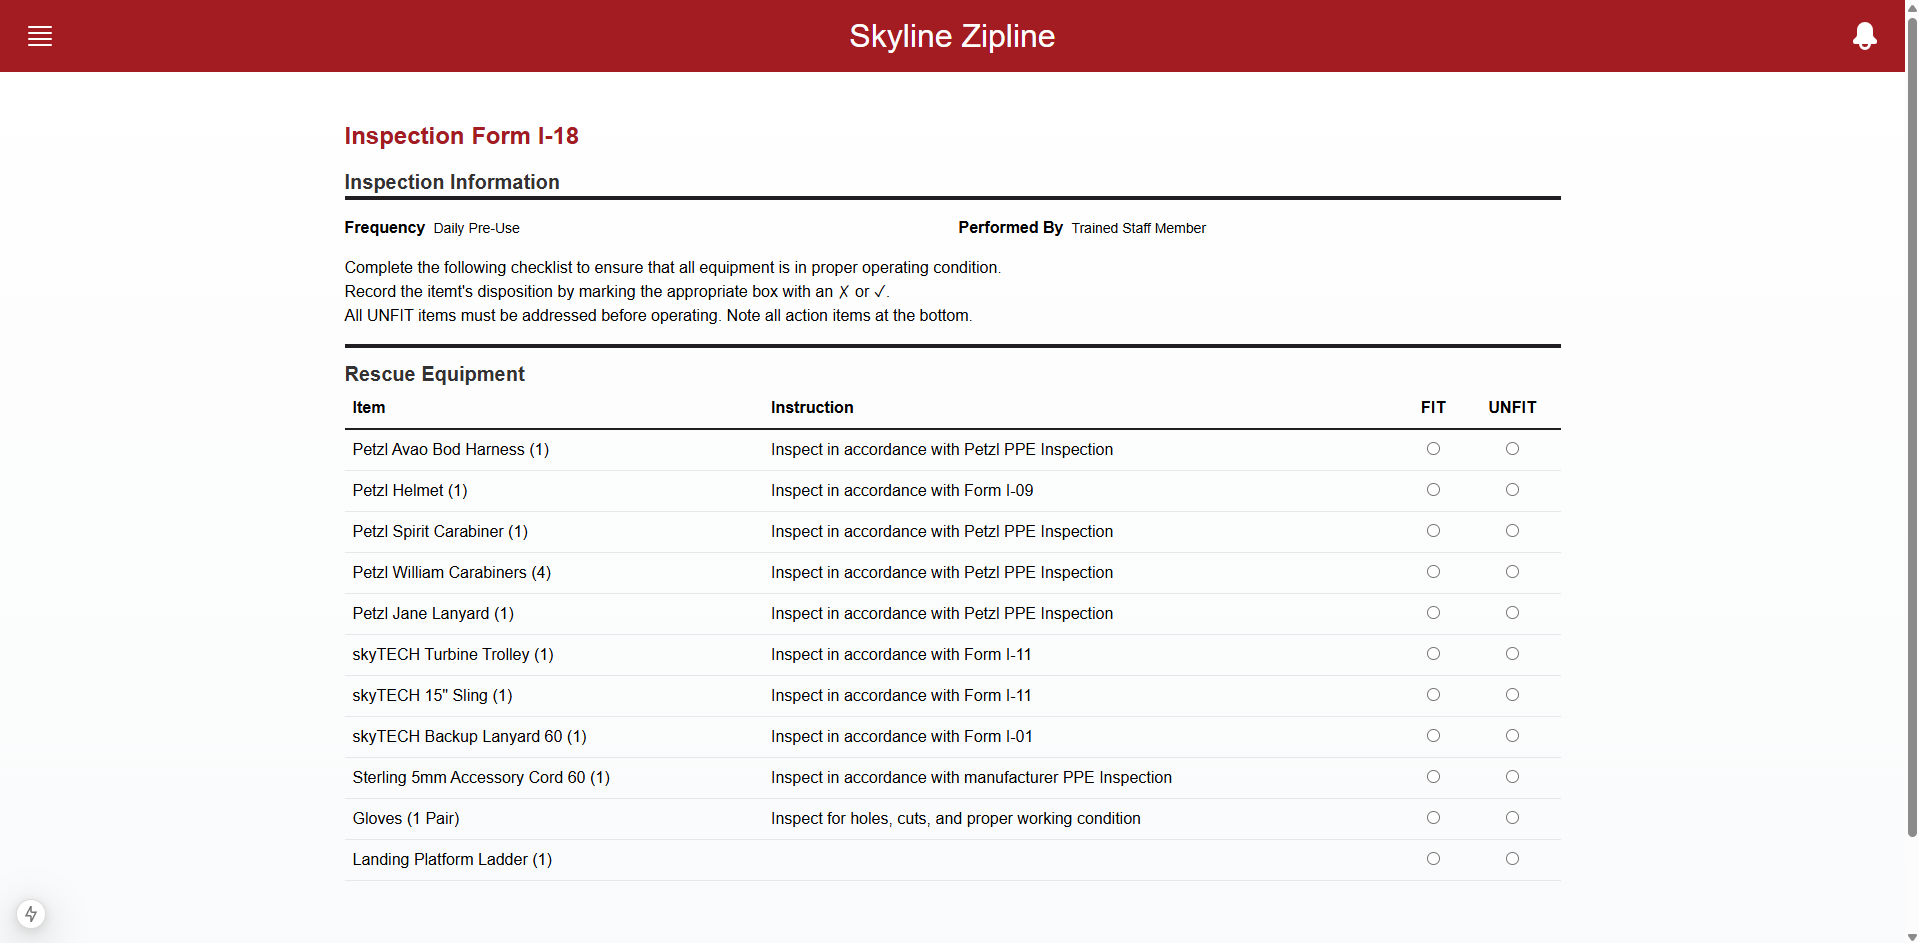 Skyline Zipline
Inspection Form I-18
Inspection Information
Frequency Daily Pre-Use Performed By Trained Staff Member
Complete the following checklist to ensure that all equipment is in proper operating condition.
Record the itemt's disposition by marking the appropriate box with an ✗ or ✓.
All UNFIT items must be addressed before operating. Note all action items at the bottom.
Rescue Equipment
Item Instruction FIT UNFIT
Petzl Avao Bod Harness (1) Inspect in accordance with Petzl PPE Inspection
Petzl Helmet (1) Inspect in accordance with Form I-09
Petzl Spirit Carabiner (1) Inspect in accordance with Petzl PPE Inspection
Petzl William Carabiners (4) Inspect in accordance with Petzl PPE Inspection
Petzl Jane Lanyard (1) Inspect in accordance with Petzl PPE Inspection
skyTECH Turbine Trolley (1) Inspect in accordance with Form I-11
skyTECH 15" Sling (1) Inspect in accordance with Form I-11
skyTECH Backup Lanyard 60 (1) Inspect in accordance with Form I-01
Sterling 5mm Accessory Cord 60 (1) Inspect in accordance with manufacturer PPE Inspection
Gloves (1 Pair) Inspect for holes, cuts, and proper working condition
Landing Platform Ladder (1)